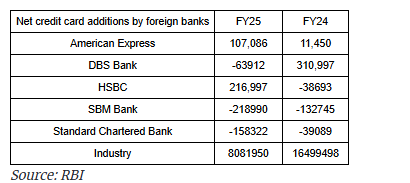 Net credit card additions by foreign banks FY25 FY24
American Express 107,086 11,450
DBS Bank -63912 310,997
HSBC 216,997 -38693
SBM Bank -218990 -132745
Standard Chartered Bank -158322 -39089
Industry 8081950 16499498
Source: RBI